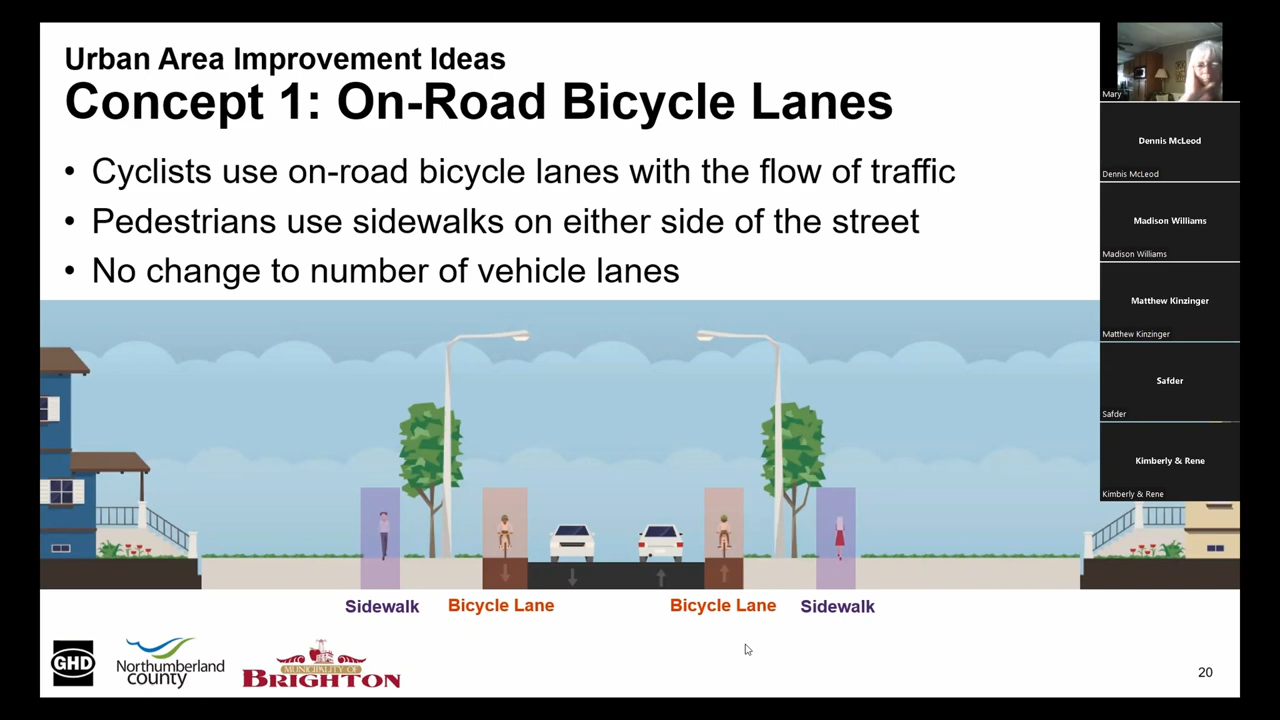 Urban Area Improvement Ideas
Concept 1: On-Road Bicycle Lanes
• Cyclists use on-road bicycle lanes with the flow of traffic
• Pedestrians use sidewalks on either side of the street
• No change to number of vehicle lanes
Sidewalk
Bicycle Lane
Bicycle Lane
Sidewalk
GHD
Northumberland
county
MUNICIPALITY OF
BRIGHTON
20
Mary
Dennis McLeod
Dennis McLeod
Madison Williams
Madison Williams
Matthew Kinzinger
Matthew Kinzinger
Safder
Safder
Kimberly & Rene
Kimberly & Rene